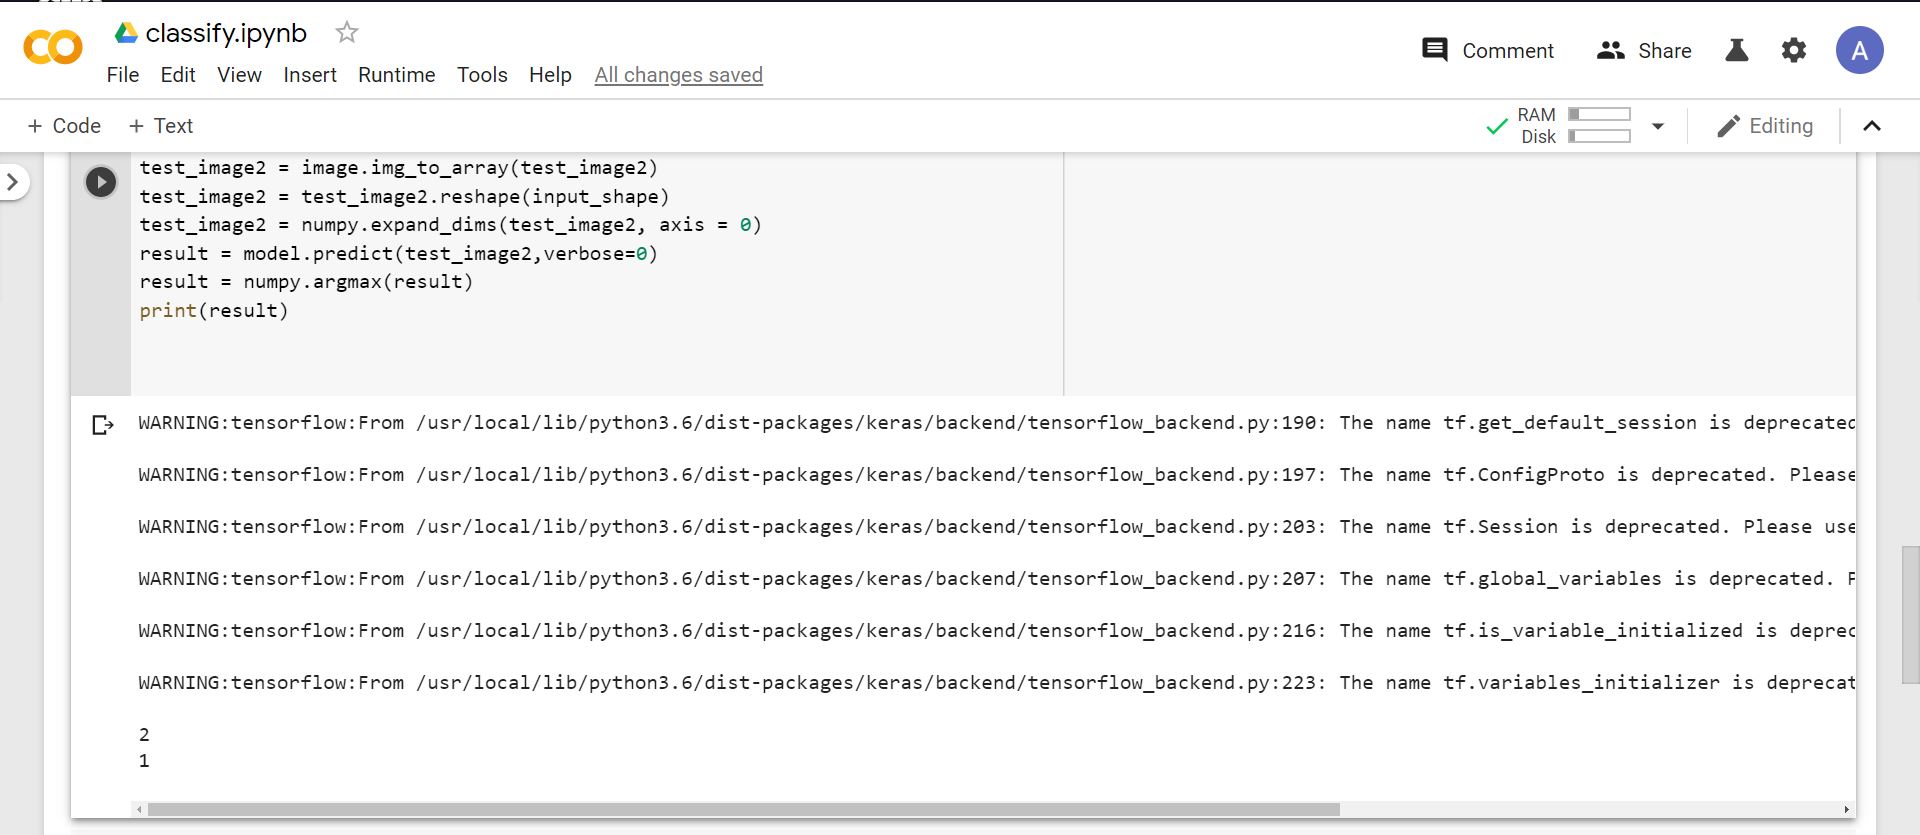 classify.ipynb
File Edit View Insert Runtime Tools Help All changes saved
Comment Share A
+ Code + Text
RAM
Disk
Editing
test_image2 = image.img_to_array(test_image2)
test_image2 = test_image2.reshape(input_shape)
test_image2 = numpy.expand_dims(test_image2, axis = 0)
result = model.predict(test_image2,verbose=0)
result = numpy.argmax(result)
print(result)
WARNING:tensorflow:From /usr/local/lib/python3.6/dist-packages/keras/backend/tensorflow_backend.py:190: The name tf.get_default_session is deprecated
WARNING:tensorflow:From /usr/local/lib/python3.6/dist-packages/keras/backend/tensorflow_backend.py:197: The name tf.ConfigProto is deprecated. Please
WARNING:tensorflow:From /usr/local/lib/python3.6/dist-packages/keras/backend/tensorflow_backend.py:203: The name tf.Session is deprecated. Please use
WARNING:tensorflow:From /usr/local/lib/python3.6/dist-packages/keras/backend/tensorflow_backend.py:207: The name tf.global_variables is deprecated. P
WARNING:tensorflow:From /usr/local/lib/python3.6/dist-packages/keras/backend/tensorflow_backend.py:216: The name tf.is_variable_initialized is deprec
WARNING:tensorflow:From /usr/local/lib/python3.6/dist-packages/keras/backend/tensorflow_backend.py:223: The name tf.variables_initializer is deprecat
2
1